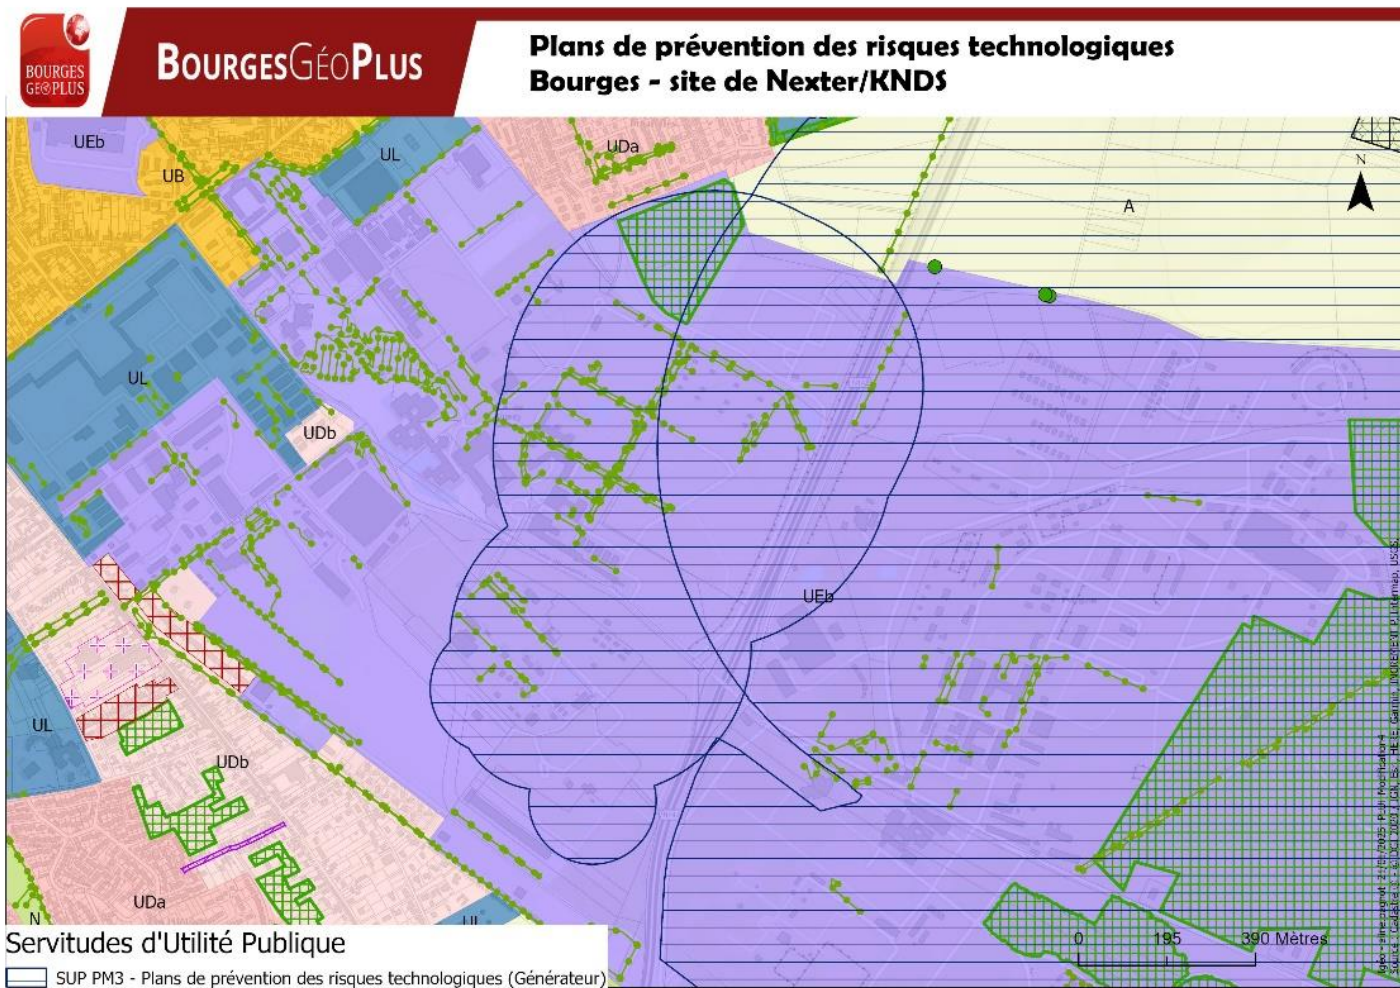 BOURGES
GÉOPLUS
BOURGESGÉOPLUS
Plans de prévention des risques technologiques
Bourges - site de Nexter/KNDS
UEb
UB
UL
UDa
A
N
UL
UDb
UEb
UL
UDb
UDa
N
UL
0 195 390 Mètres
Servitudes d'Utilité Publique
SUP PM3 - Plans de prévention des risques technologiques (Générateur)